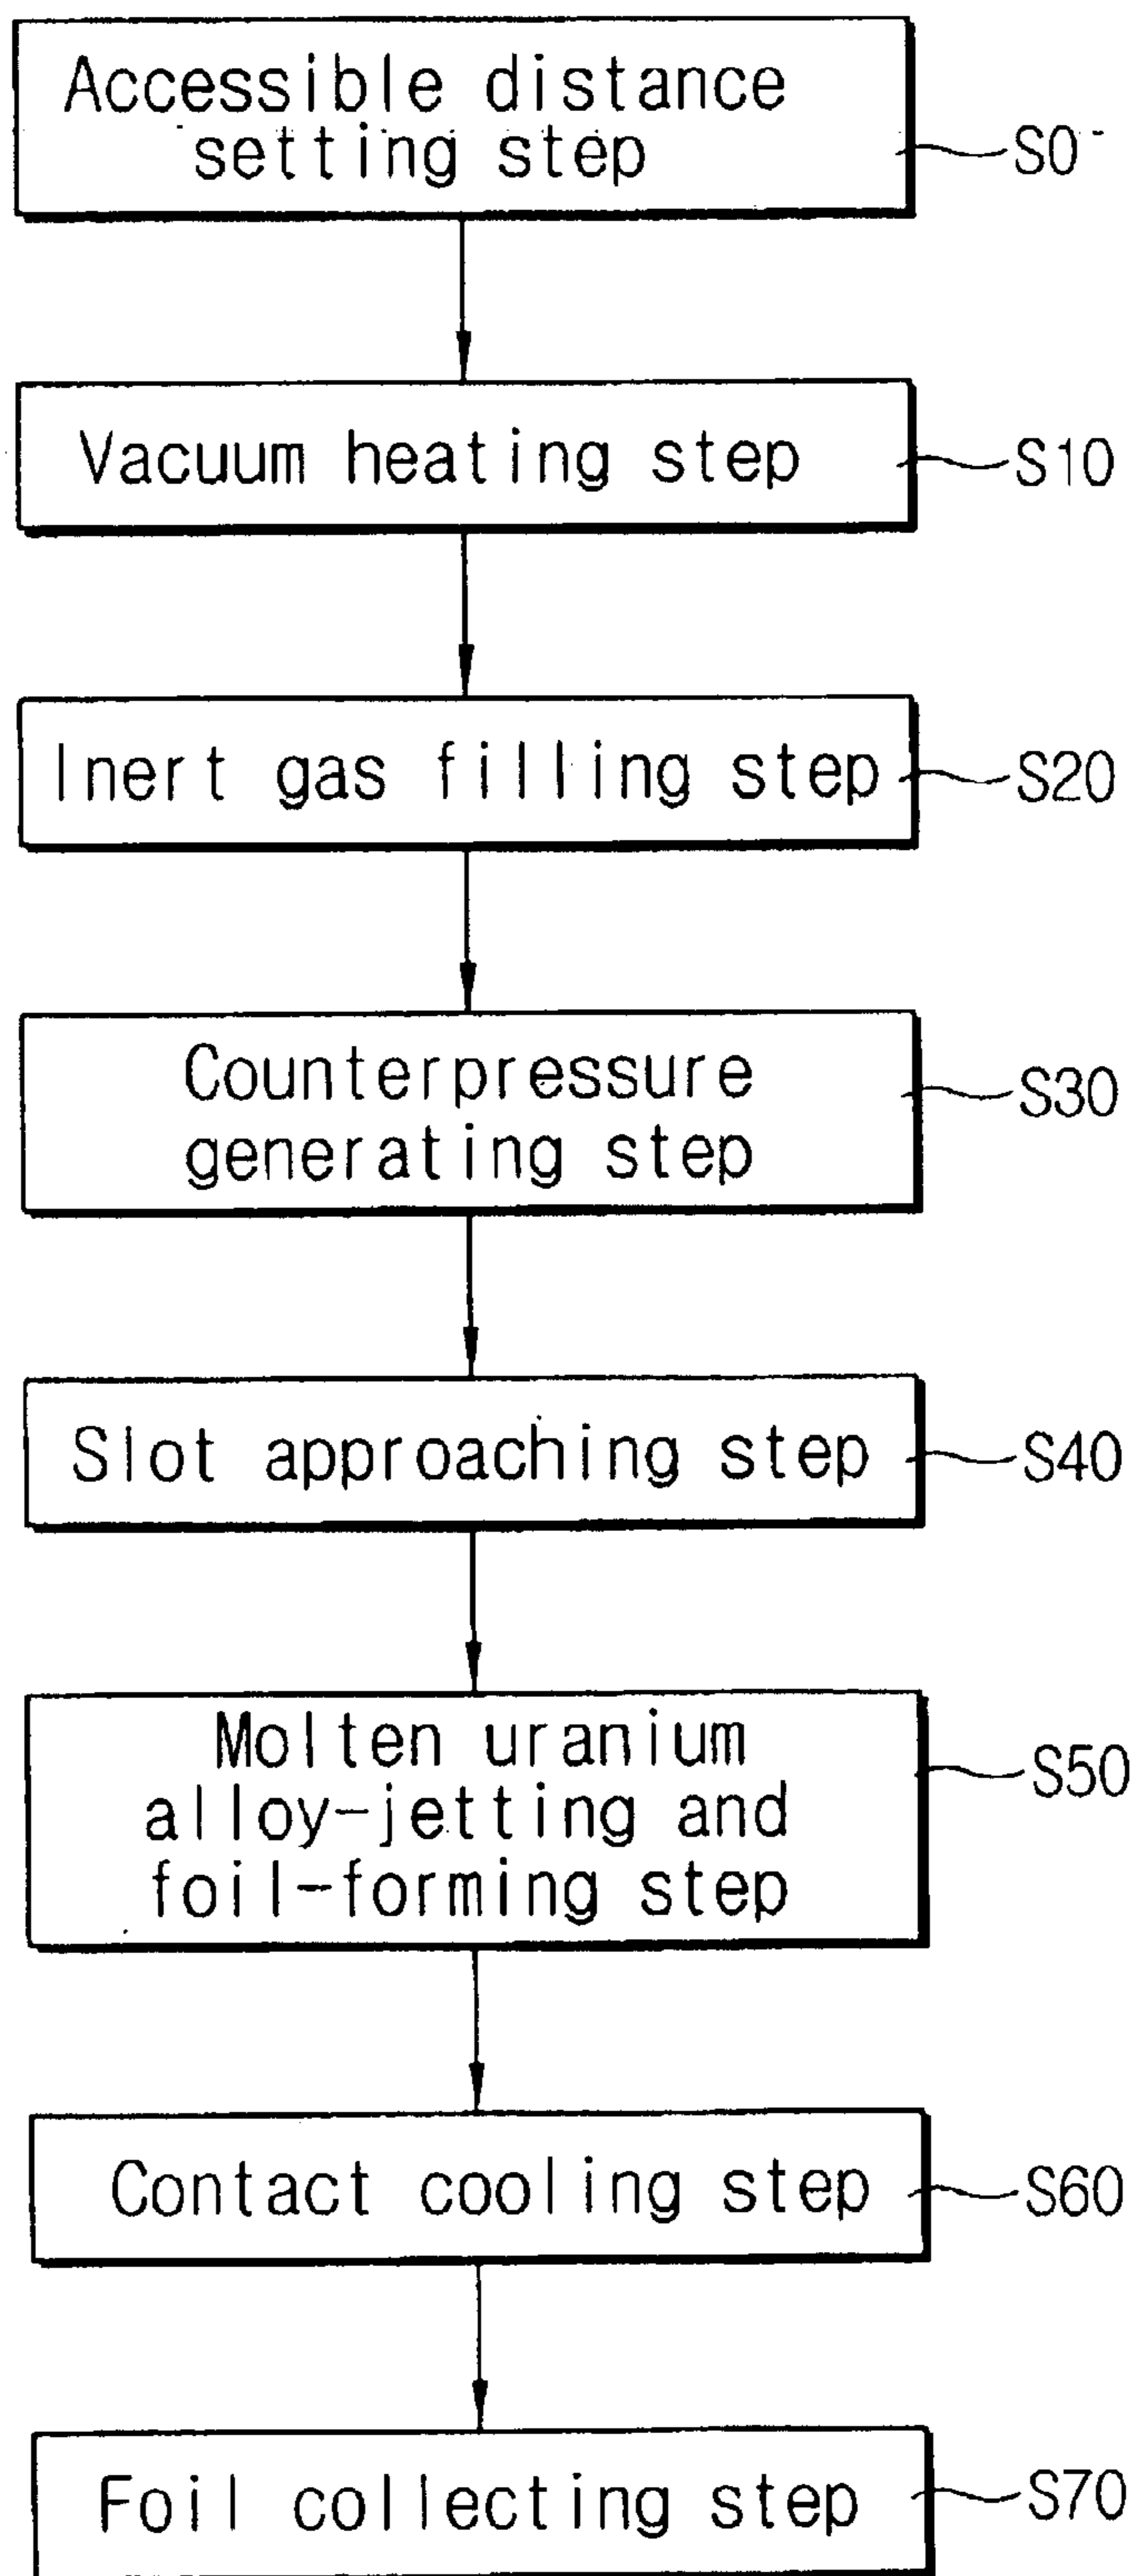 Accessible distance
setting step
S0
Vacuum heating step
S10
Inert gas filling step
S20
Counterpressure
generating step
S30
Slot approaching step
S40
Molten uranium
alloy-jetting and
foil-forming step
S50
Contact cooling step
S60
Foil collecting step
S70